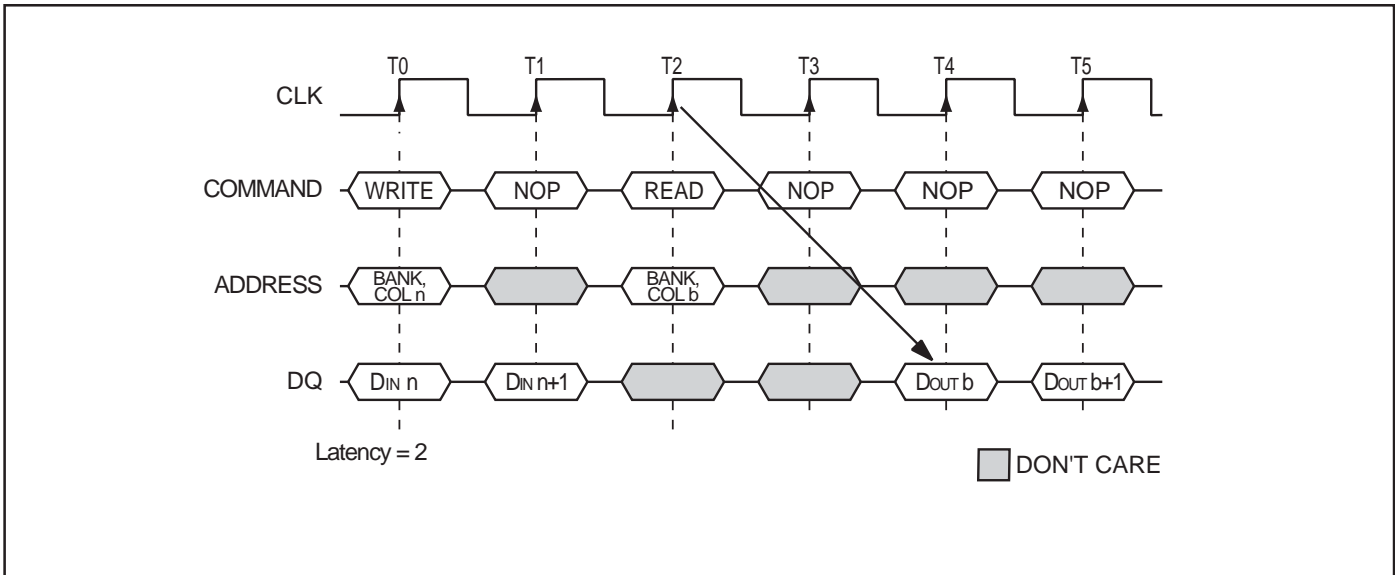 T0 T1 T2 T3 T4 T5
CLK
COMMAND WRITE NOP READ NOP NOP NOP
ADDRESS BANK, COL n BANK, COL b
DQ DIN n DIN n+1 DOUT b DOUT b+1
Latency = 2
DON'T CARE